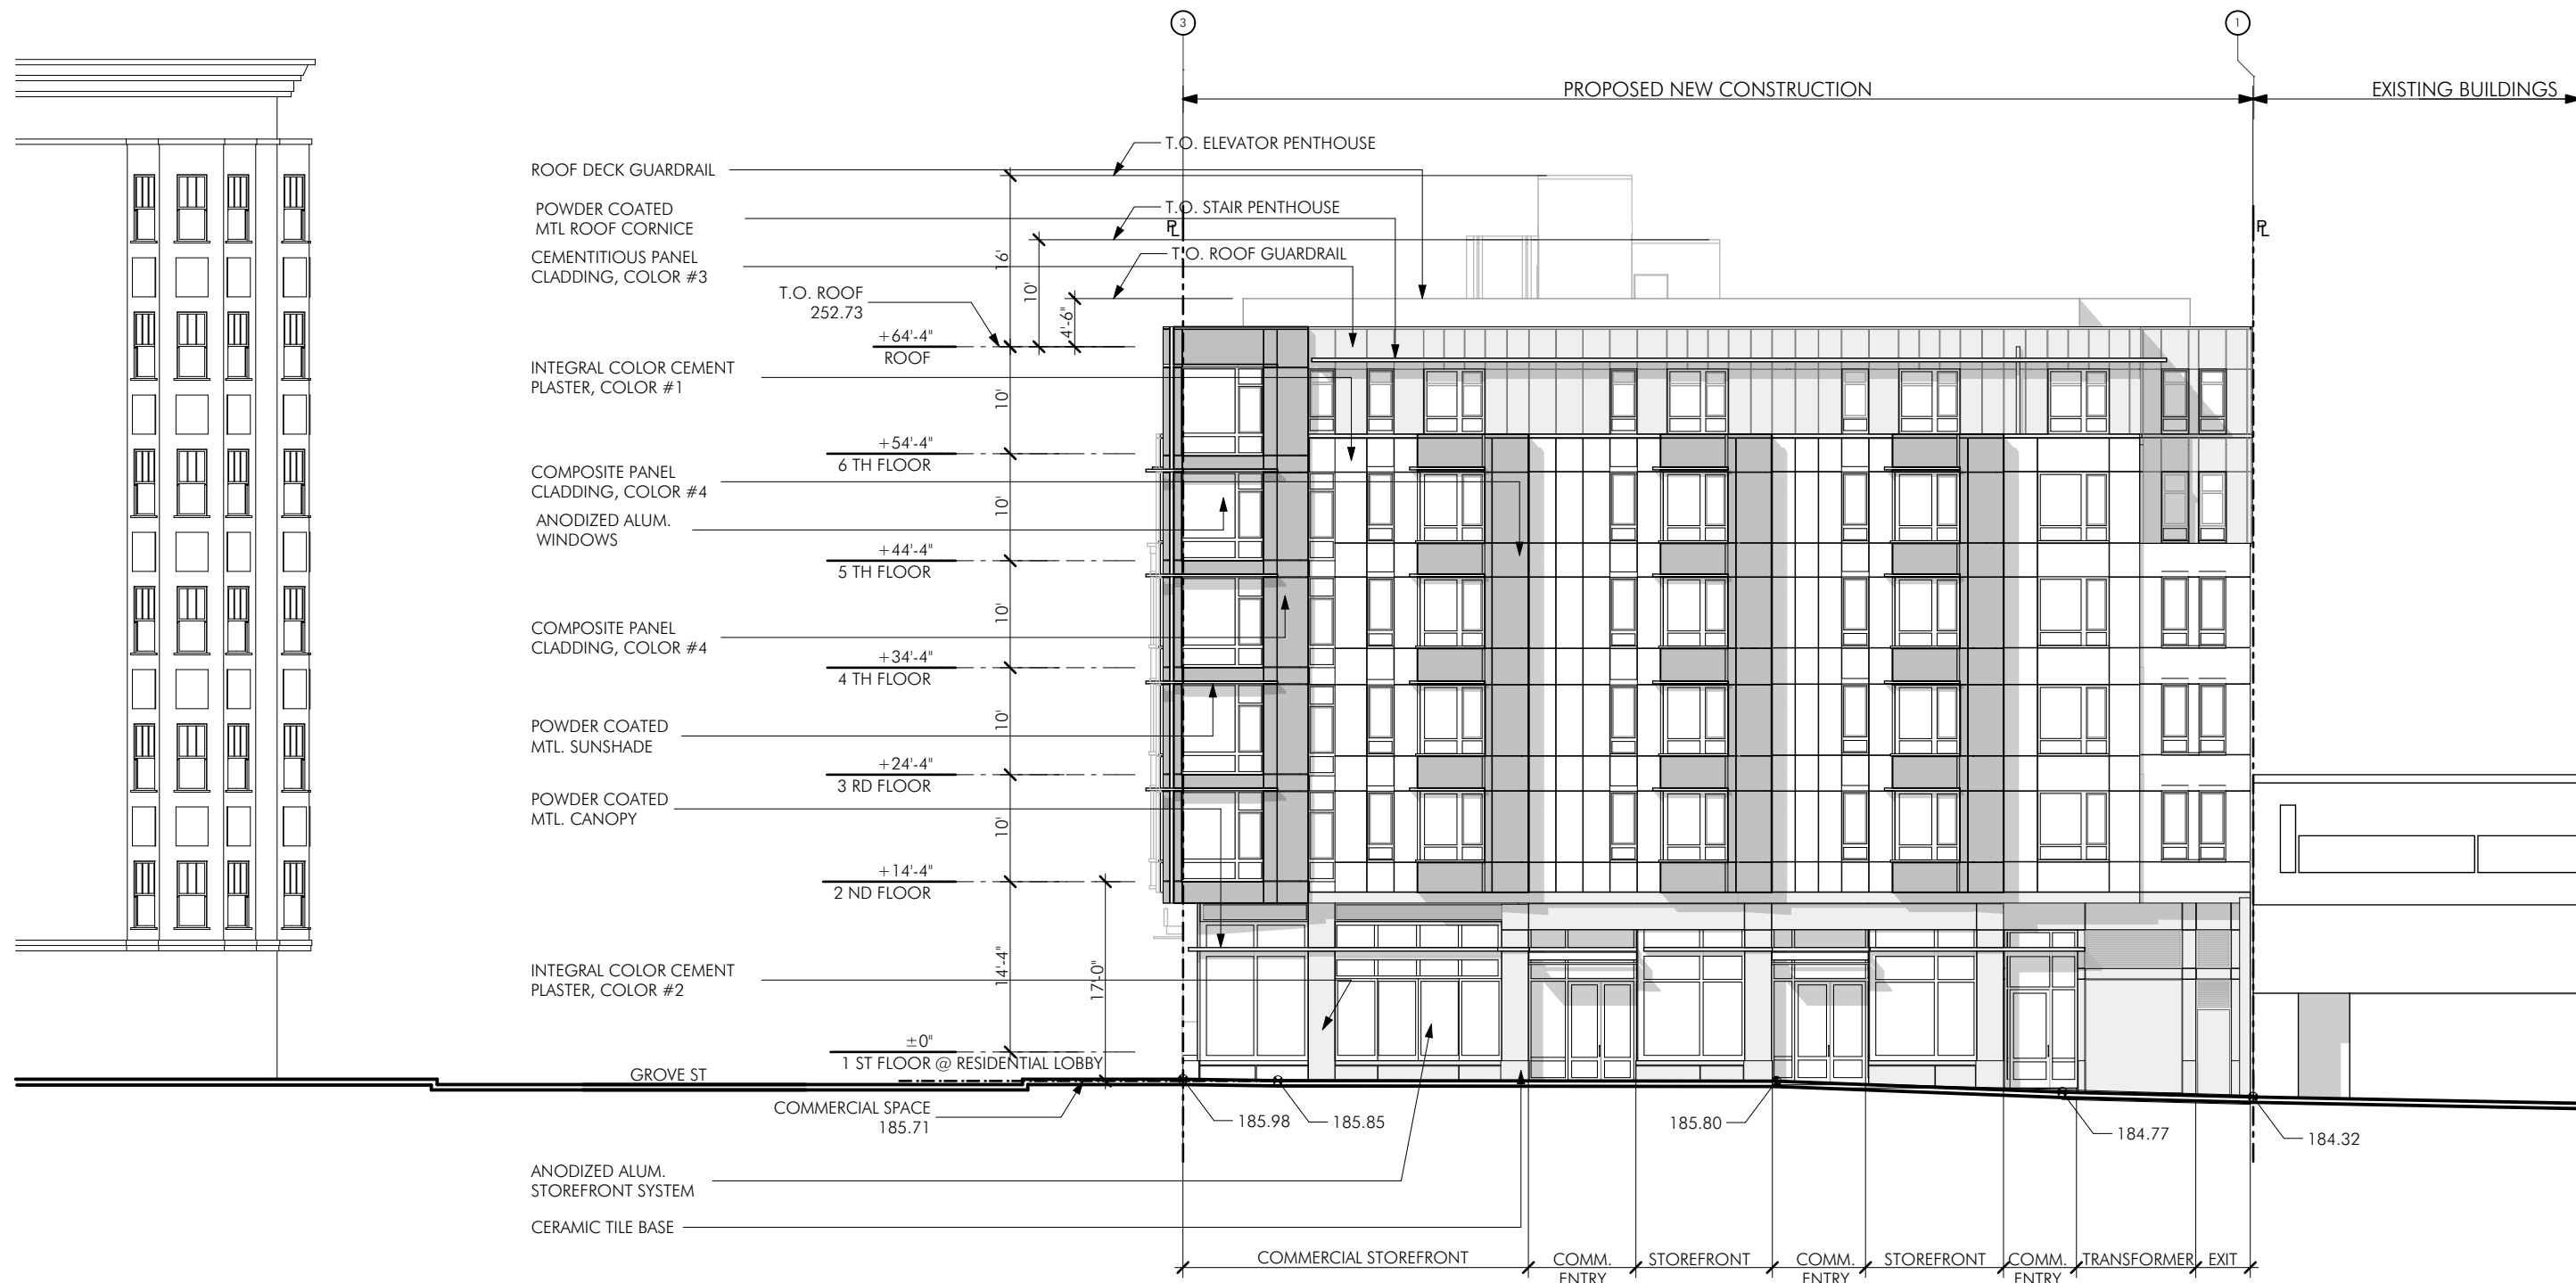 3
1
PROPOSED NEW CONSTRUCTION
EXISTING BUILDINGS
T.O. ELEVATOR PENTHOUSE
ROOF DECK GUARDRAIL
POWDER COATED
MTL ROOF CORNICE
T.O. STAIR PENTHOUSE
PL
PL
CEMENTITIOUS PANEL
CLADDING, COLOR #3
T.O. ROOF GUARDRAIL
16'
10'
4'-6"
T.O. ROOF
252.73
+64'-4"
ROOF
INTEGRAL COLOR CEMENT
PLASTER, COLOR #1
10'
+54'-4"
6 TH FLOOR
COMPOSITE PANEL
CLADDING, COLOR #4
10'
ANODIZED ALUM.
WINDOWS
+44'-4"
5 TH FLOOR
10'
COMPOSITE PANEL
CLADDING, COLOR #4
+34'-4"
4 TH FLOOR
10'
POWDER COATED
MTL. SUNSHADE
+24'-4"
3 RD FLOOR
POWDER COATED
MTL. CANOPY
10'
+14'-4"
2 ND FLOOR
14'-4"
17'-0"
INTEGRAL COLOR CEMENT
PLASTER, COLOR #2
±0"
1 ST FLOOR @ RESIDENTIAL LOBBY
GROVE ST
COMMERCIAL SPACE
185.71
185.98
185.85
185.80
184.77
184.32
ANODIZED ALUM.
STOREFRONT SYSTEM
CERAMIC TILE BASE
COMMERCIAL STOREFRONT
COMM.
ENTRY
STOREFRONT
COMM.
ENTRY
STOREFRONT
COMM.
ENTRY
TRANSFORMER
EXIT